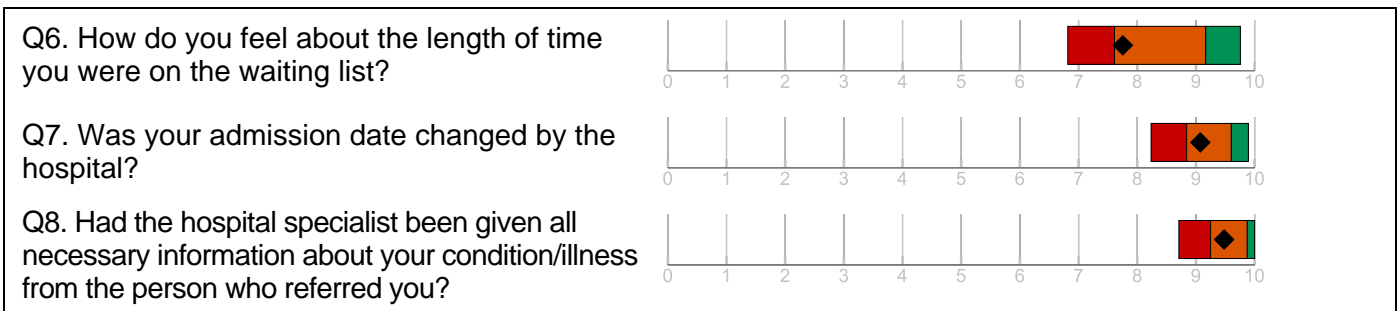 Q6. How do you feel about the length of time
you were on the waiting list?
0 1 2 3 4 5 6 7 8 9 10
Q7. Was your admission date changed by the
hospital?
0 1 2 3 4 5 6 7 8 9 10
Q8. Had the hospital specialist been given all
necessary information about your condition/illness
from the person who referred you?
0 1 2 3 4 5 6 7 8 9 10